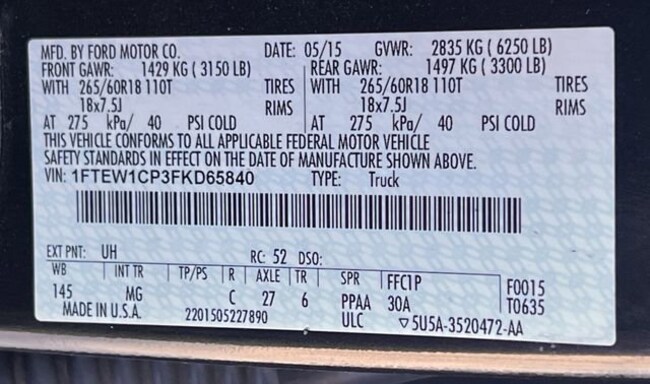 MFD. BY FORD MOTOR CO. DATE: 05/15 GVWR: 2835 KG ( 6250 LB)
FRONT GAWR: 1429 KG ( 3150 LB) REAR GAWR: 1497 KG ( 3300 LB)
WITH 265/60R18 110T TIRES WITH 265/60R18 110T TIRES
18x7.5J RIMS 18x7.5J RIMS
AT 275 kPa/ 40 PSI COLD AT 275 kPa/ 40 PSI COLD
THIS VEHICLE CONFORMS TO ALL APPLICABLE FEDERAL MOTOR VEHICLE
SAFETY STANDARDS IN EFFECT ON THE DATE OF MANUFACTURE SHOWN ABOVE.
VIN: 1FTEW1CP3FKD65840 TYPE: Truck
EXT PNT: UH RC: 52 DSO:
WB INT TR TP/PS R AXLE TR SPR FFC1P F0015
145 MG C 27 6 PPAA 30A T0635
MADE IN U.S.A. 2201505227890 ULC ▽5U5A-3520472-AA